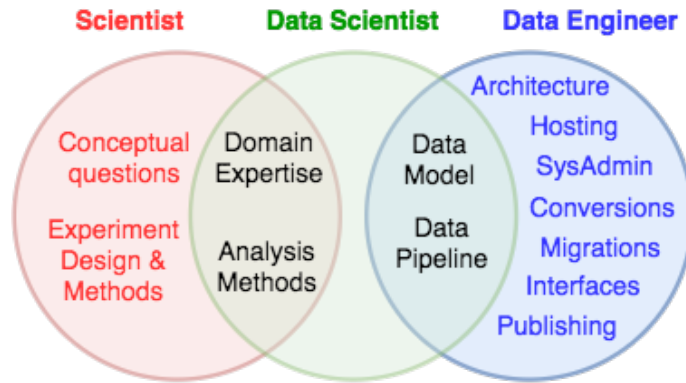 Scientist
Data Scientist
Data Engineer
Conceptual
questions
Experiment
Design &
Methods
Domain
Expertise
Analysis
Methods
Data
Model
Data
Pipeline
Architecture
Hosting
SysAdmin
Conversions
Migrations
Interfaces
Publishing